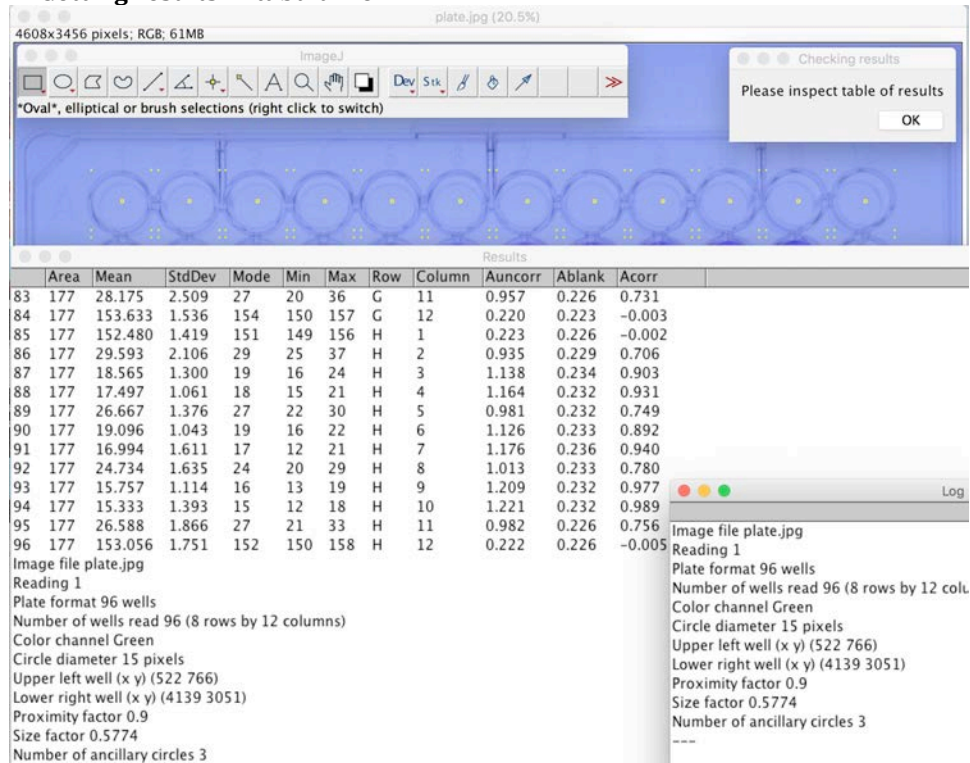 plate.jpg (20.5%)
4608x3456 pixels; RGB; 61MB
ImageJ
Dev Stk
*Oval*, elliptical or brush selections (right click to switch)
Checking results
Please inspect table of results
OK
Results
Area Mean StdDev Mode Min Max Row Column Auncorr Ablank Acorr
83 177 28.175 2.509 27 20 36 G 11 0.957 0.226 0.731
84 177 153.633 1.536 154 150 157 G 12 0.220 0.223 -0.003
85 177 152.480 1.419 151 149 156 H 1 0.223 0.226 -0.002
86 177 29.593 2.106 29 25 37 H 2 0.935 0.229 0.706
87 177 18.565 1.300 19 16 24 H 3 1.138 0.234 0.903
88 177 17.497 1.061 18 15 21 H 4 1.164 0.232 0.931
89 177 26.667 1.376 27 22 30 H 5 0.981 0.232 0.749
90 177 19.096 1.043 19 16 22 H 6 1.126 0.233 0.892
91 177 16.994 1.611 17 12 21 H 7 1.176 0.236 0.940
92 177 24.734 1.635 24 20 29 H 8 1.013 0.233 0.780
93 177 15.757 1.114 16 13 19 H 9 1.209 0.232 0.977
94 177 15.333 1.393 15 12 18 H 10 1.221 0.232 0.989
95 177 26.588 1.866 27 21 33 H 11 0.982 0.226 0.756
96 177 153.056 1.751 152 150 158 H 12 0.222 0.226 -0.005
Image file plate.jpg
Reading 1
Plate format 96 wells
Number of wells read 96 (8 rows by 12 columns)
Color channel Green
Circle diameter 15 pixels
Upper left well (x y) (522 766)
Lower right well (x y) (4139 3051)
Proximity factor 0.9
Size factor 0.5774
Number of ancillary circles 3
Log
Image file plate.jpg
Reading 1
Plate format 96 wells
Number of wells read 96 (8 rows by 12 colu
Color channel Green
Circle diameter 15 pixels
Upper left well (x y) (522 766)
Lower right well (x y) (4139 3051)
Proximity factor 0.9
Size factor 0.5774
Number of ancillary circles 3
---